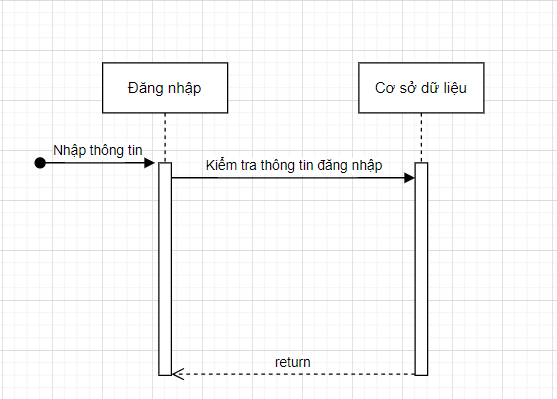 Đăng nhập
Cơ sở dữ liệu
Nhập thông tin
Kiểm tra thông tin đăng nhập
return